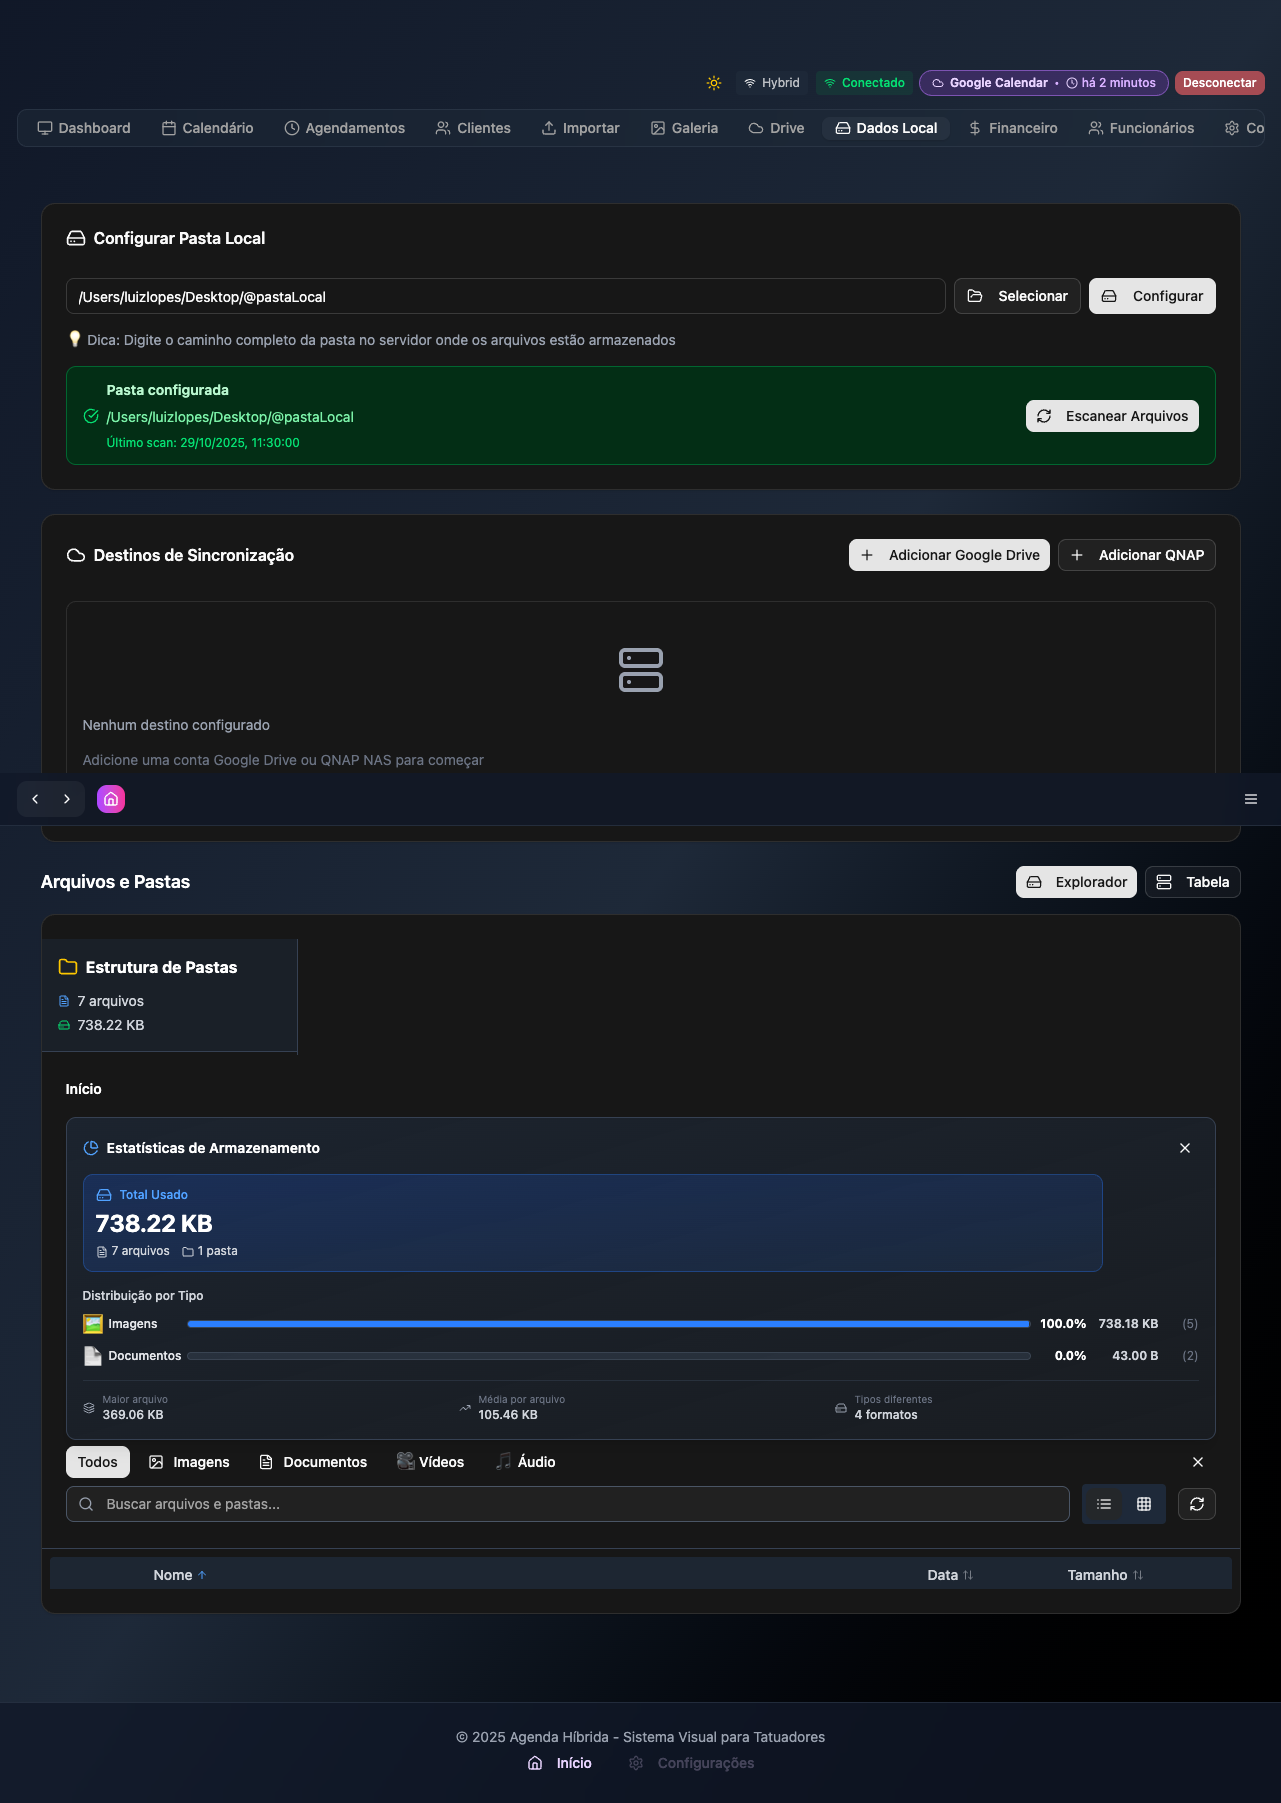 Hybrid
Conectado
Google Calendar • há 2 minutos
Desconectar
Dashboard
Calendário
Agendamentos
Clientes
Importar
Galeria
Drive
Dados Local
Financeiro
Funcionários
Co
Configurar Pasta Local
/Users/luizlopes/Desktop/@pastaLocal
Selecionar
Configurar
Dica: Digite o caminho completo da pasta no servidor onde os arquivos estão armazenados
Pasta configurada
/Users/luizlopes/Desktop/@pastaLocal
Último scan: 29/10/2025, 11:30:00
Escanear Arquivos
Destinos de Sincronização
Adicionar Google Drive
Adicionar QNAP
Nenhum destino configurado
Adicione uma conta Google Drive ou QNAP NAS para começar
Arquivos e Pastas
Explorador
Tabela
Estrutura de Pastas
7 arquivos
738.22 KB
Início
Estatísticas de Armazenamento
Total Usado
738.22 KB
7 arquivos 1 pasta
Distribuição por Tipo
Imagens 100.0% 738.18 KB (5)
Documentos 0.0% 43.00 B (2)
Maior arquivo
369.06 KB
Média por arquivo
105.46 KB
Tipos diferentes
4 formatos
Todos
Imagens
Documentos
Vídeos
Áudio
Buscar arquivos e pastas...
Nome
Data
Tamanho
© 2025 Agenda Híbrida - Sistema Visual para Tatuadores
Início
Configurações